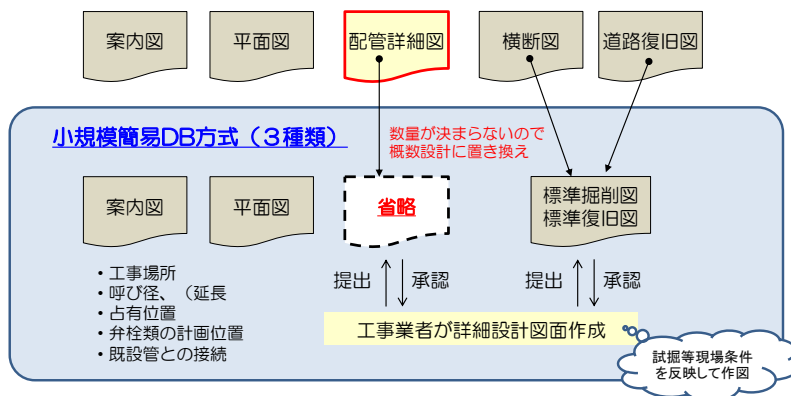 案内図
平面図
配管詳細図
横断図
道路復旧図
小規模簡易DB方式（３種類）
数量が決まらないので
概数設計に置き換え
案内図
平面図
省略
標準掘削図
標準復旧図
・工事場所
・呼び径、（延長
・占有位置
・弁栓類の計画位置
・既設管との接続
提出
承認
提出
承認
工事業者が詳細設計図面作成
試掘等現場条件
を反映して作図